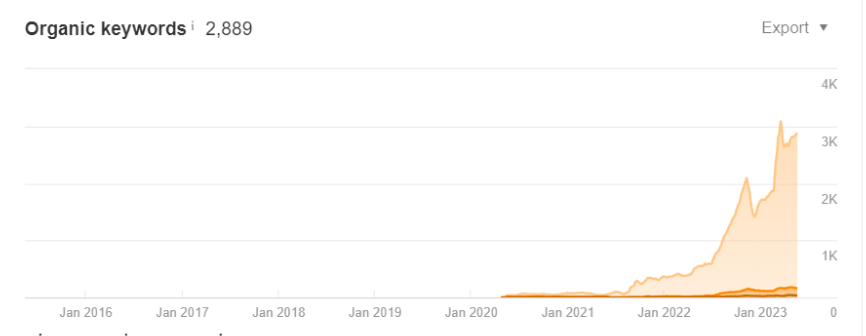 Organic keywords i 2,889
Export ▼
4K
3K
2K
1K
Jan 2016 Jan 2017 Jan 2018 Jan 2019 Jan 2020 Jan 2021 Jan 2022 Jan 2023 0